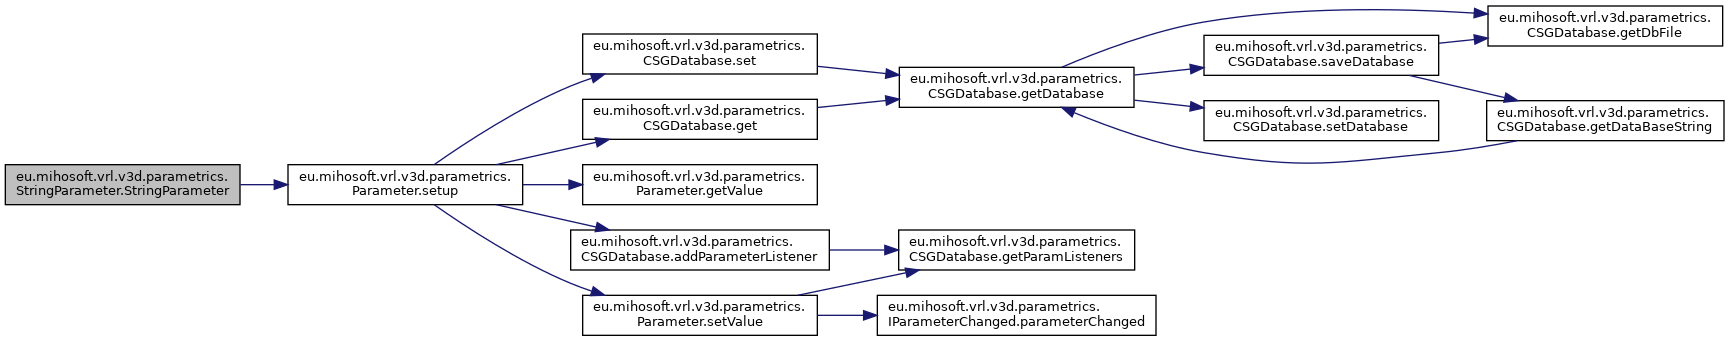 eu.mihosoft.vrl.v3d.parametrics.
StringParameter.StringParameter
eu.mihosoft.vrl.v3d.parametrics.
Parameter.setup
eu.mihosoft.vrl.v3d.parametrics.
CSGDatabase.set
eu.mihosoft.vrl.v3d.parametrics.
CSGDatabase.get
eu.mihosoft.vrl.v3d.parametrics.
Parameter.getValue
eu.mihosoft.vrl.v3d.parametrics.
CSGDatabase.addParameterListener
eu.mihosoft.vrl.v3d.parametrics.
Parameter.setValue
eu.mihosoft.vrl.v3d.parametrics.
CSGDatabase.getDatabase
eu.mihosoft.vrl.v3d.parametrics.
CSGDatabase.getParamListeners
eu.mihosoft.vrl.v3d.parametrics.
IParameterChanged.parameterChanged
eu.mihosoft.vrl.v3d.parametrics.
CSGDatabase.saveDatabase
eu.mihosoft.vrl.v3d.parametrics.
CSGDatabase.setDatabase
eu.mihosoft.vrl.v3d.parametrics.
CSGDatabase.getDbFile
eu.mihosoft.vrl.v3d.parametrics.
CSGDatabase.getDataBaseString